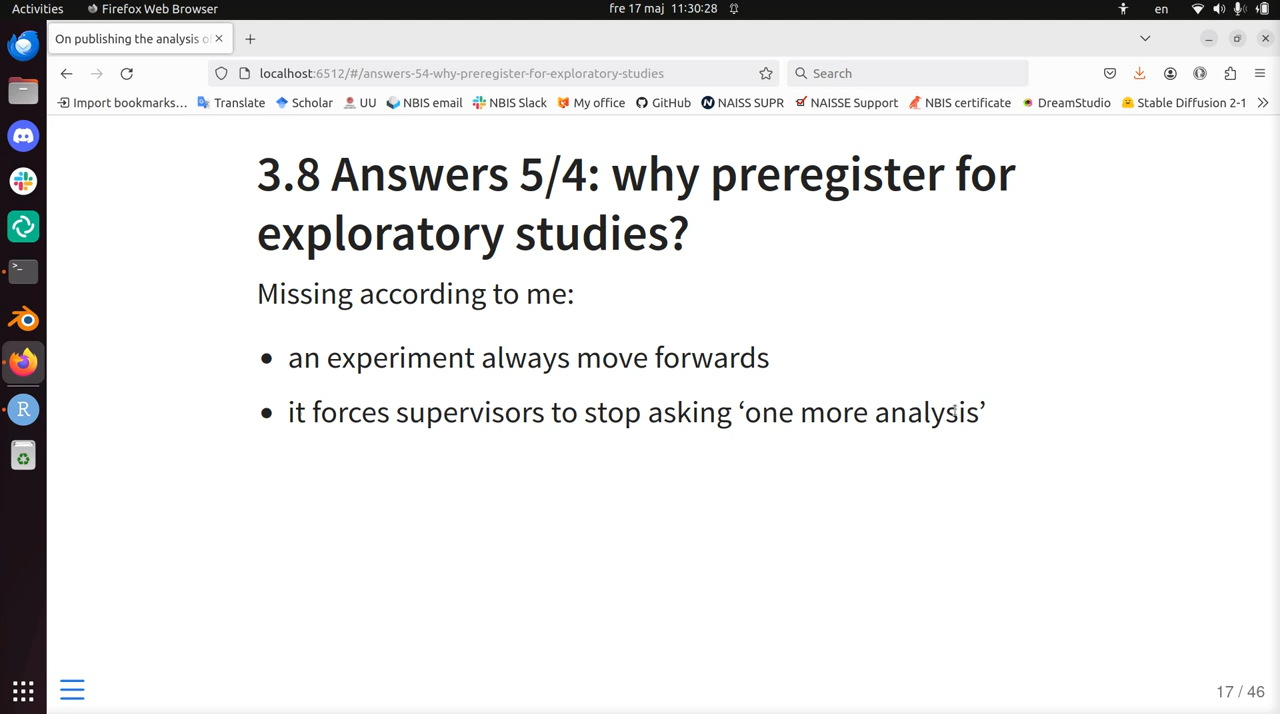 Activities
Firefox Web Browser
fre 17 maj 11:30:28
en
On publishing the analysis o
localhost:6512/#/answers-54-why-preregister-for-exploratory-studies
Search
Import bookmarks…
Translate
Scholar
UU
NBIS email
NBIS Slack
My office
GitHub
NAISS SUPR
NAISSE Support
NBIS certificate
DreamStudio
Stable Diffusion 2-1
3.8 Answers 5/4: why preregister for
exploratory studies?
Missing according to me:
• an experiment always move forwards
• it forces supervisors to stop asking ‘one more analysis’
R
17 / 46